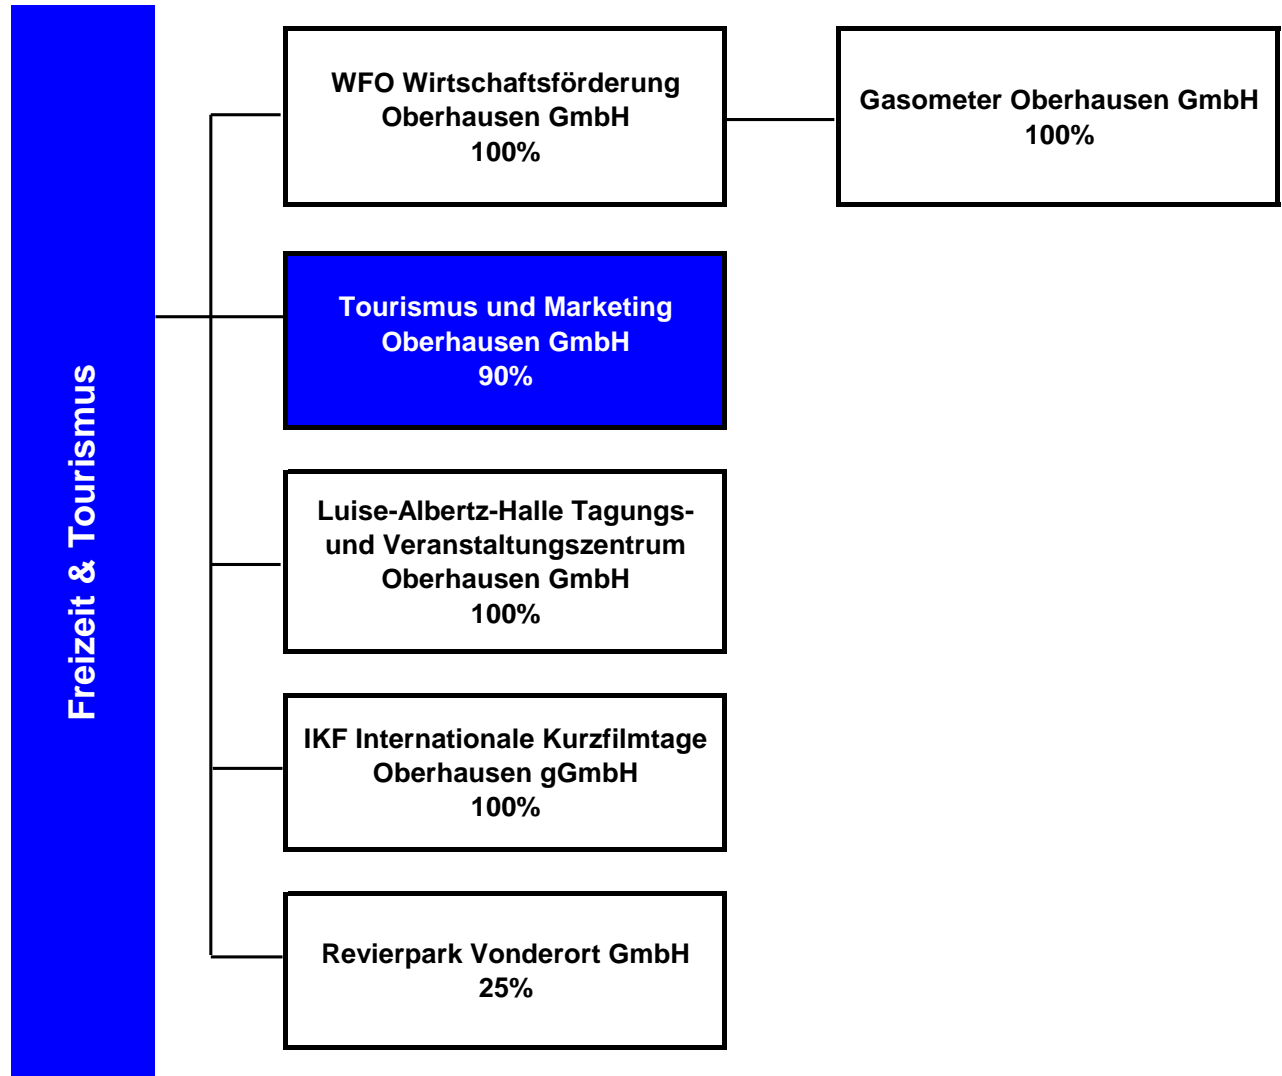 Freizeit & Tourismus
WFO Wirtschaftsförderung
Oberhausen GmbH
100%
Gasometer Oberhausen GmbH
100%
Tourismus und Marketing
Oberhausen GmbH
90%
Luise-Albertz-Halle Tagungs-
und Veranstaltungszentrum
Oberhausen GmbH
100%
IKF Internationale Kurzfilmtage
Oberhausen gGmbH
100%
Revierpark Vonderort GmbH
25%